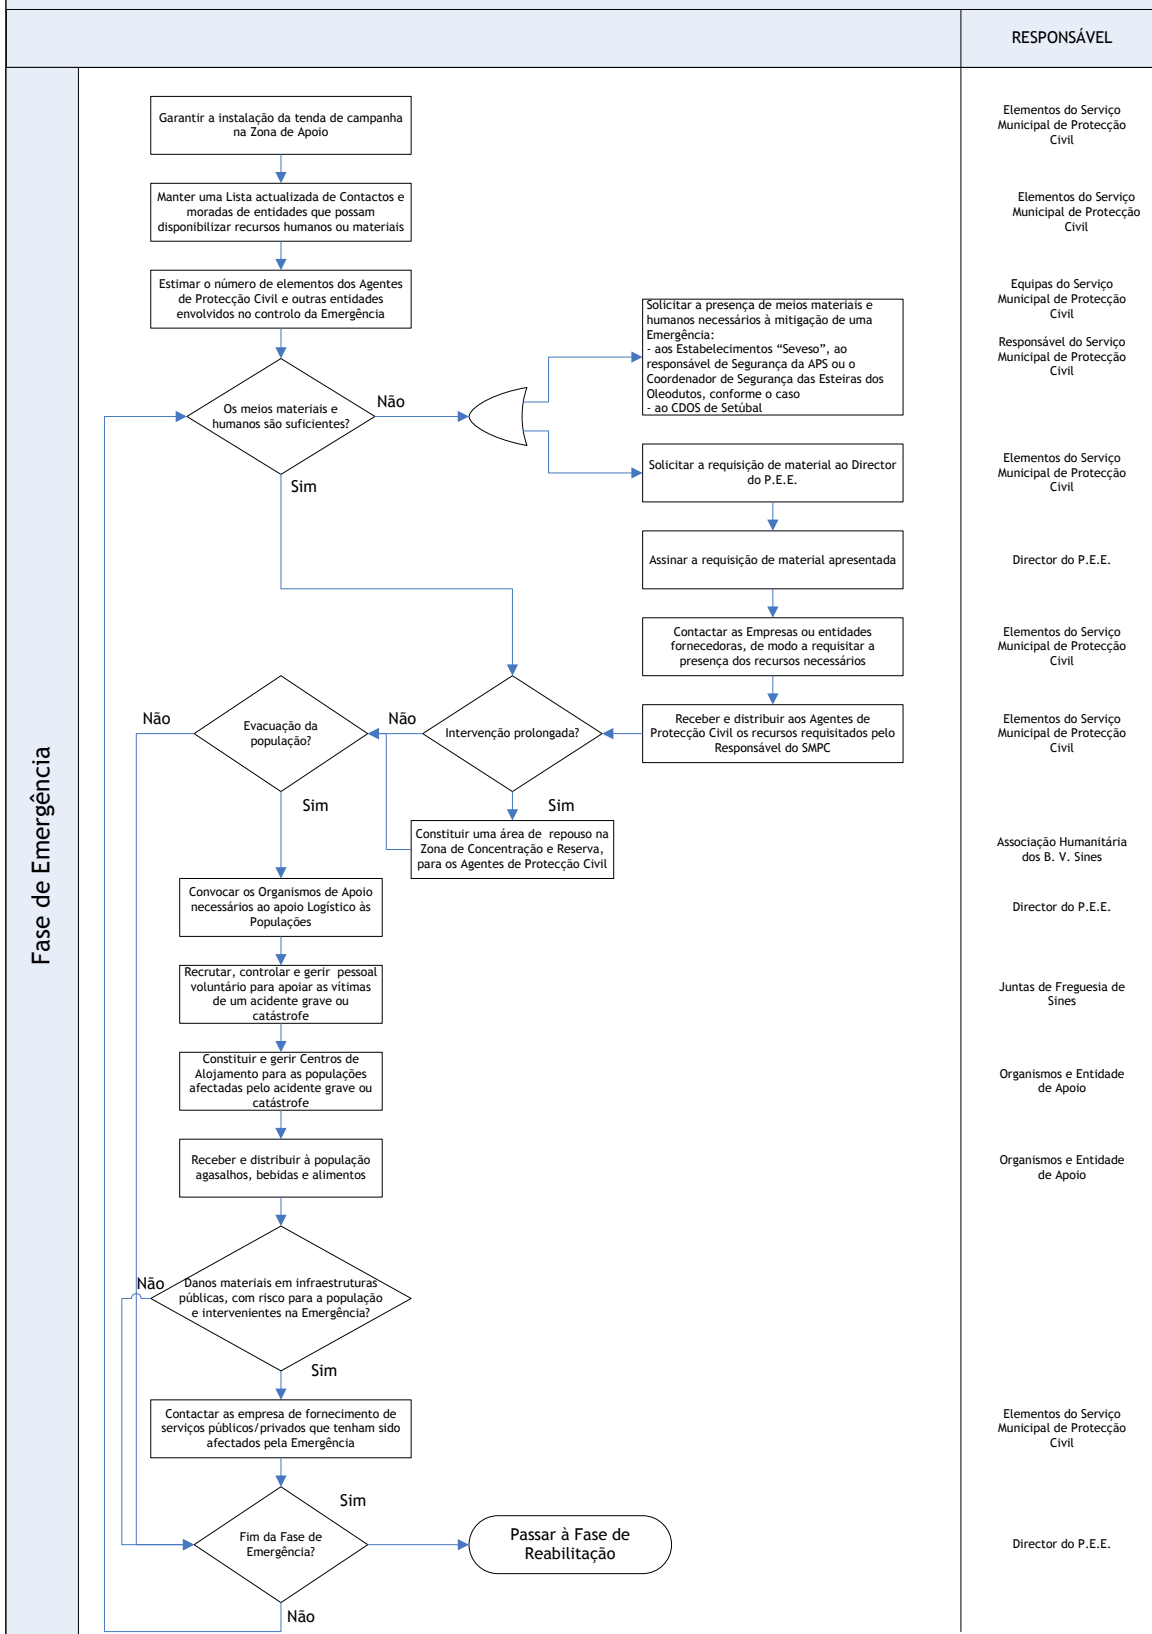 RESPONSÁVEL
Fase de Emergência
Garantir a instalação da tenda de campanha
na Zona de Apoio
Elementos do Serviço
Municipal de Protecção
Civil
Manter uma Lista actualizada de Contactos e
moradas de entidades que possam
disponibilizar recursos humanos ou materiais
Elementos do Serviço
Municipal de Protecção
Civil
Estimar o número de elementos dos Agentes
de Protecção Civil e outras entidades
envolvidos no controlo da Emergência
Equipas do Serviço
Municipal de Protecção
Civil
Solicitar a presença de meios materiais e
humanos necessários à mitigação de uma
Emergência:
- aos Estabelecimentos “Seveso”, ao
responsável de Segurança da APS ou o
Coordenador de Segurança das Esteiras dos
Oleodutos, conforme o caso
- ao CDOS de Setúbal
Responsável do Serviço
Municipal de Protecção
Civil
Os meios materiais e
humanos são suficientes?
Não
Sim
Solicitar a requisição de material ao Director
do P.E.E.
Elementos do Serviço
Municipal de Protecção
Civil
Assinar a requisição de material apresentada
Director do P.E.E.
Contactar as Empresas ou entidades
fornecedoras, de modo a requisitar a
presença dos recursos necessários
Elementos do Serviço
Municipal de Protecção
Civil
Receber e distribuir aos Agentes de
Protecção Civil os recursos requisitados pelo
Responsável do SMPC
Elementos do Serviço
Municipal de Protecção
Civil
Intervenção prolongada?
Não
Sim
Evacuação da
população?
Não
Sim
Constituir uma área de  repouso na
Zona de Concentração e Reserva,
para os Agentes de Protecção Civil
Associação Humanitária
dos B. V. Sines
Convocar os Organismos de Apoio
necessários ao apoio Logístico às
Populações
Director do P.E.E.
Recrutar, controlar e gerir  pessoal
voluntário para apoiar as vítimas
de um acidente grave ou
catástrofe
Juntas de Freguesia de
Sines
Constituir e gerir Centros de
Alojamento para as populações
afectadas pelo acidente grave ou
catástrofe
Organismos e Entidade
de Apoio
Receber e distribuir à população
agasalhos, bebidas e alimentos
Organismos e Entidade
de Apoio
Não
Danos materiais em infraestruturas
públicas, com risco para a população
e intervenientes na Emergência?
Sim
Contactar as empresa de fornecimento de
serviços públicos/privados que tenham sido
afectados pela Emergência
Elementos do Serviço
Municipal de Protecção
Civil
Fim da Fase de
Emergência?
Sim
Não
Passar à Fase de
Reabilitação
Director do P.E.E.